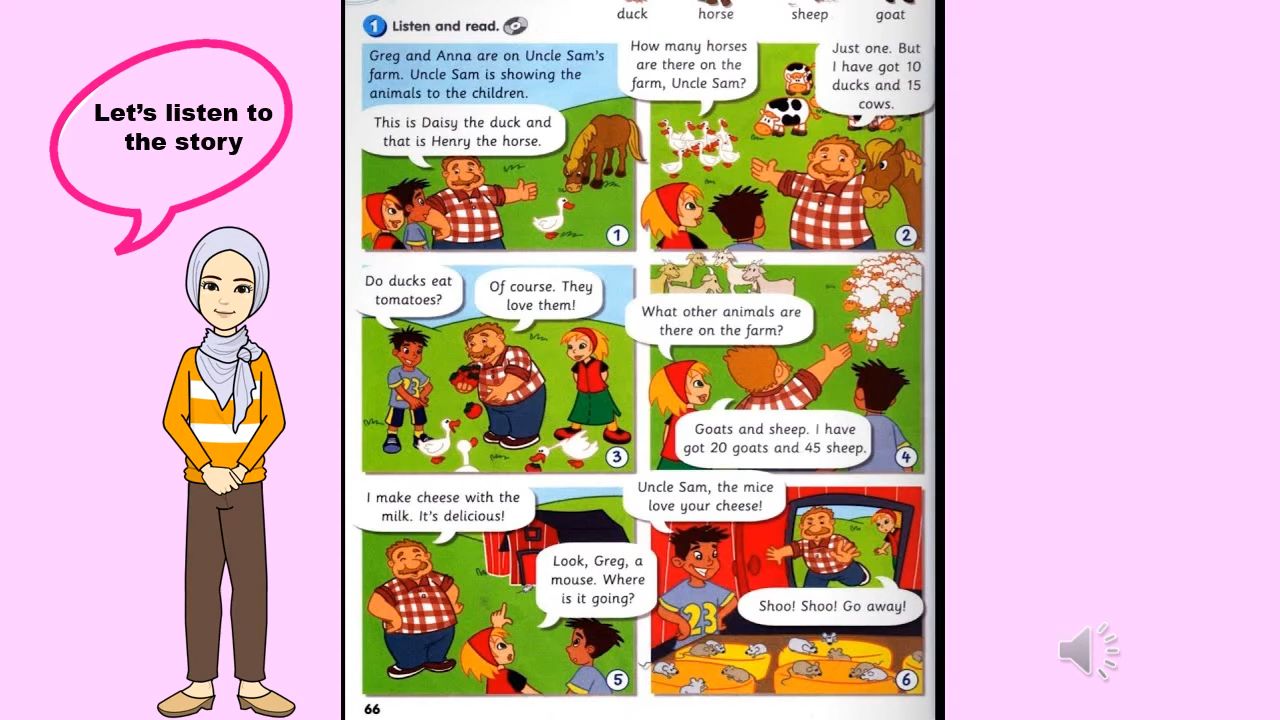 Let's listen to
the story
duck horse sheep goat
1 Listen and read.
Greg and Anna are on Uncle Sam's
farm. Uncle Sam is showing the
animals to the children.
This is Daisy the duck and
that is Henry the horse.
1
How many horses
are there on the
farm, Uncle Sam?
Just one. But
I have got 10
ducks and 15
cows.
2
Do ducks eat
tomatoes?
Of course. They
love them!
23
3
What other animals are
there on the farm?
Goats and sheep. I have
got 20 goats and 45 sheep.
4
I make cheese with the
milk. It's delicious!
Look, Greg, a
mouse. Where
is it going?
5
Uncle Sam, the mice
love your cheese!
Shoo! Shoo! Go away!
23
6
66